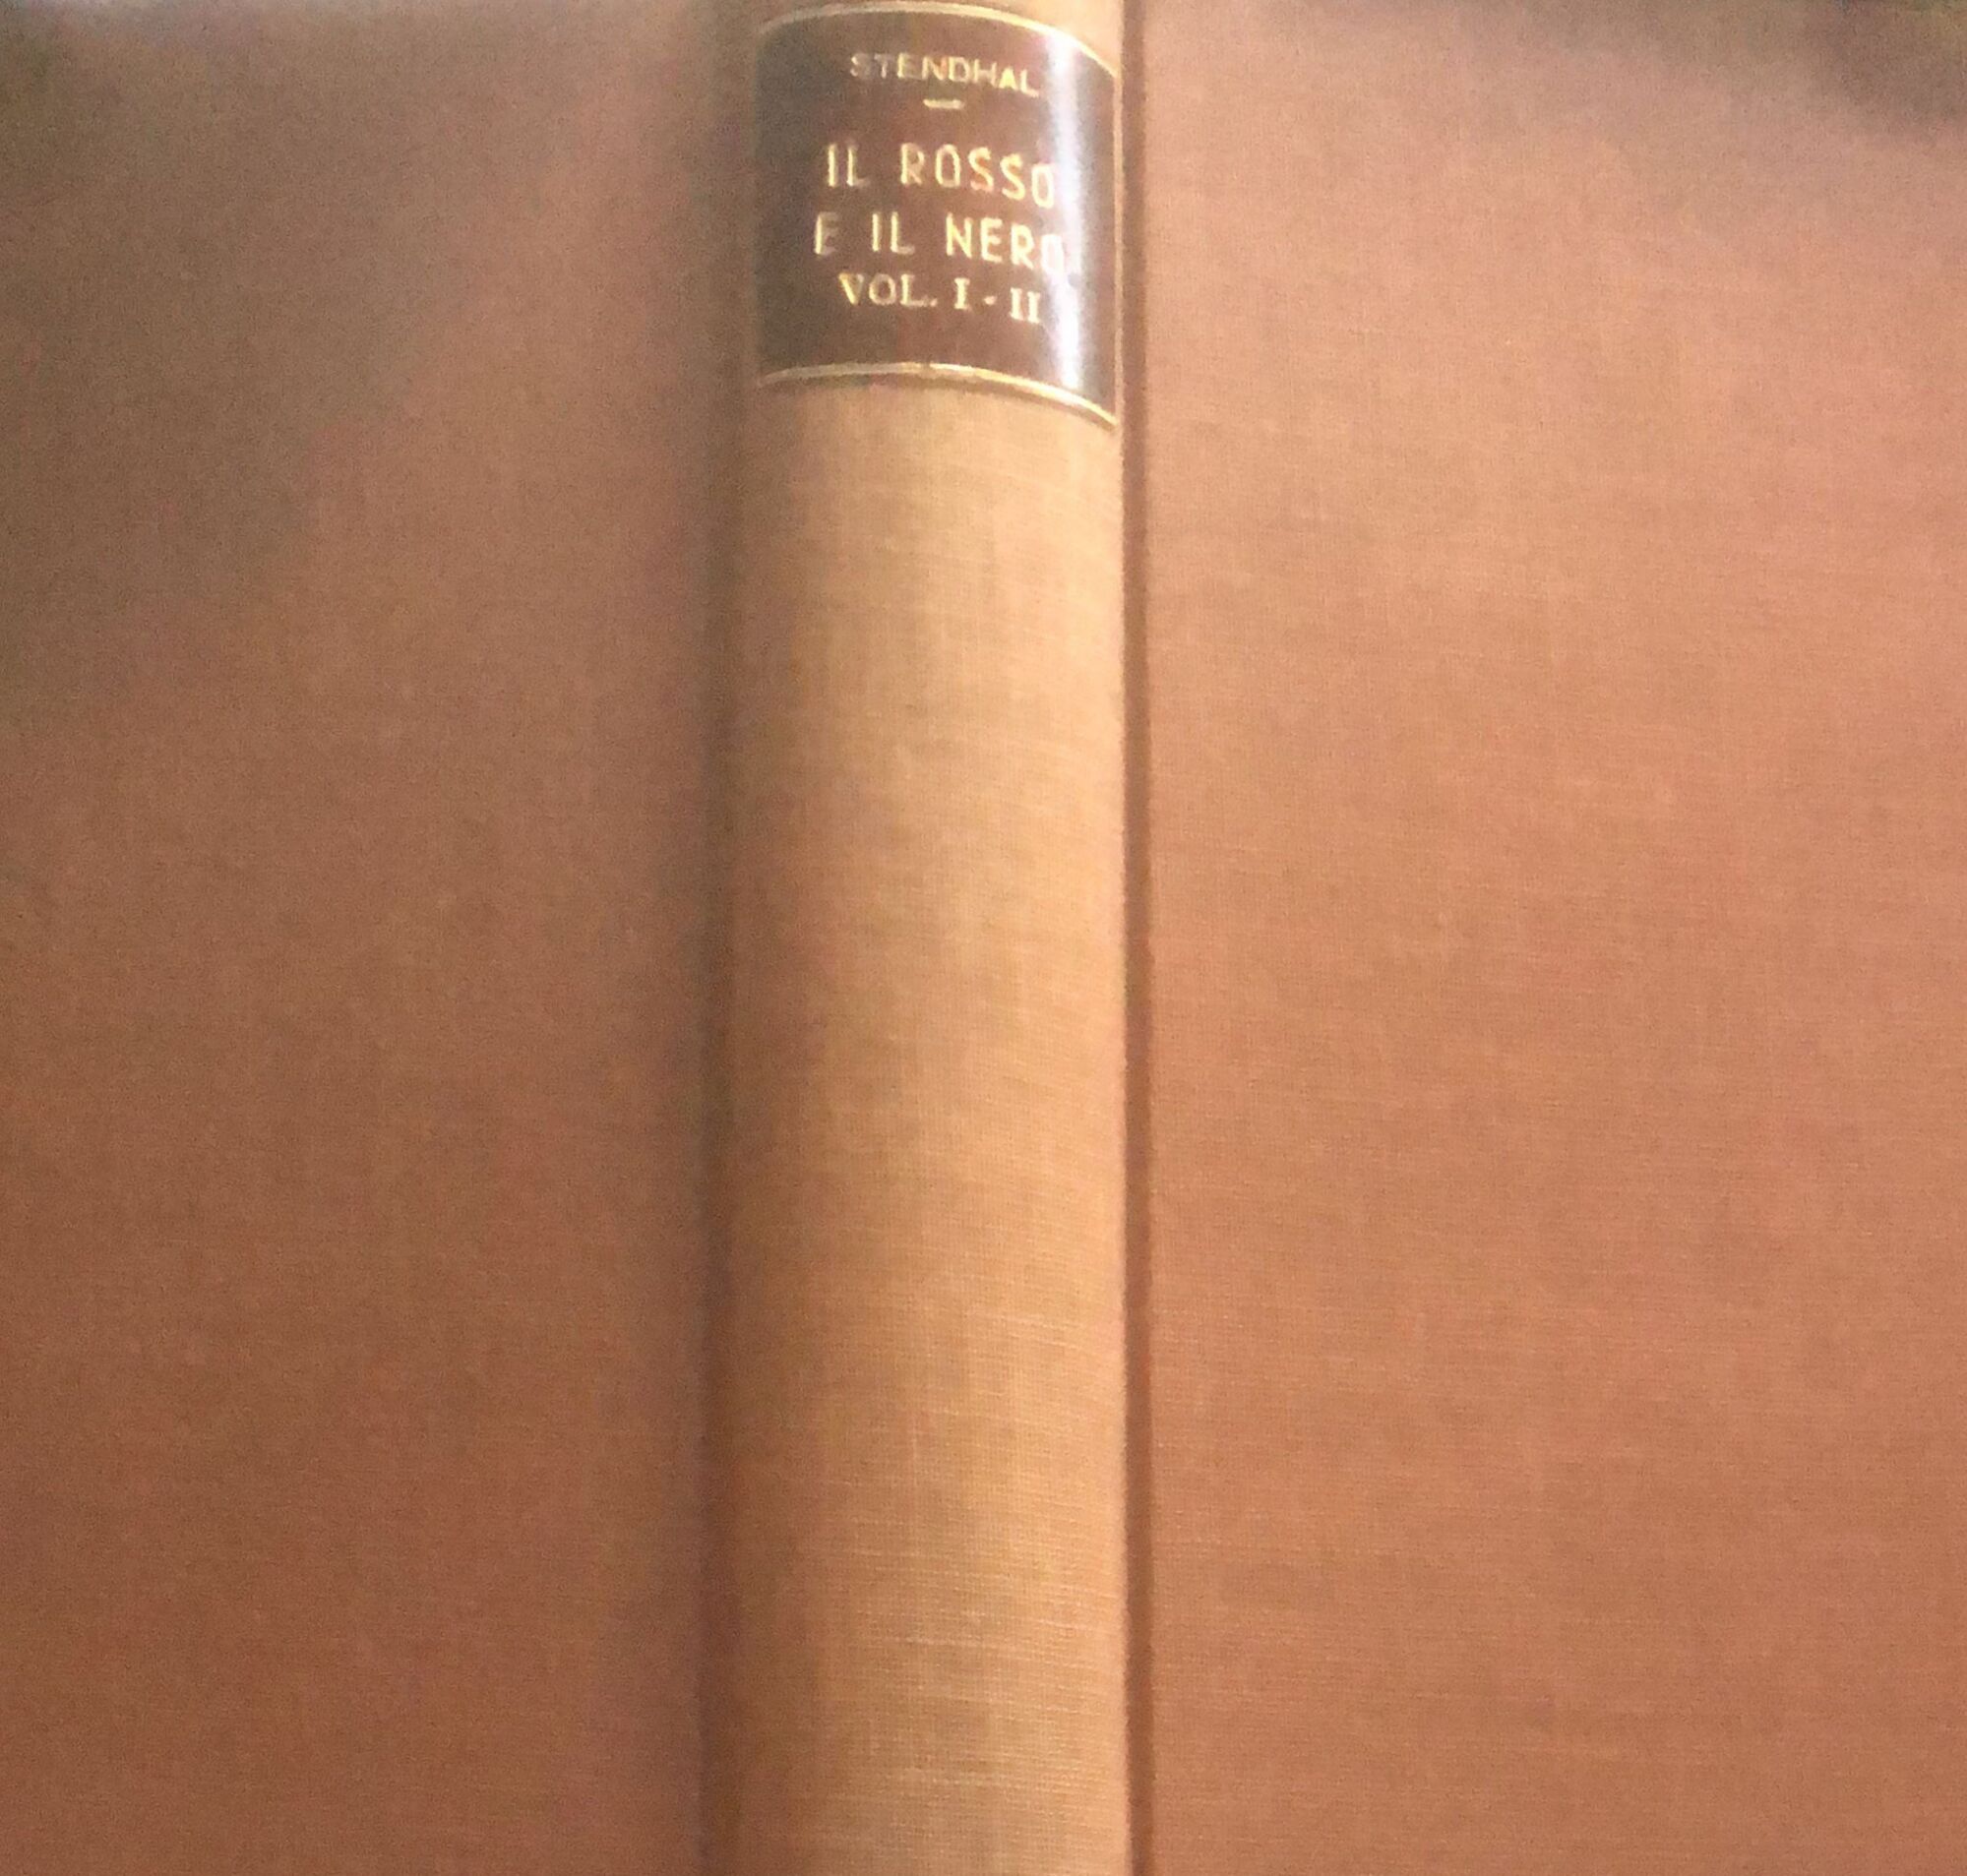 STENDHAL
IL ROSSO
E IL NERO
VOL. I - II